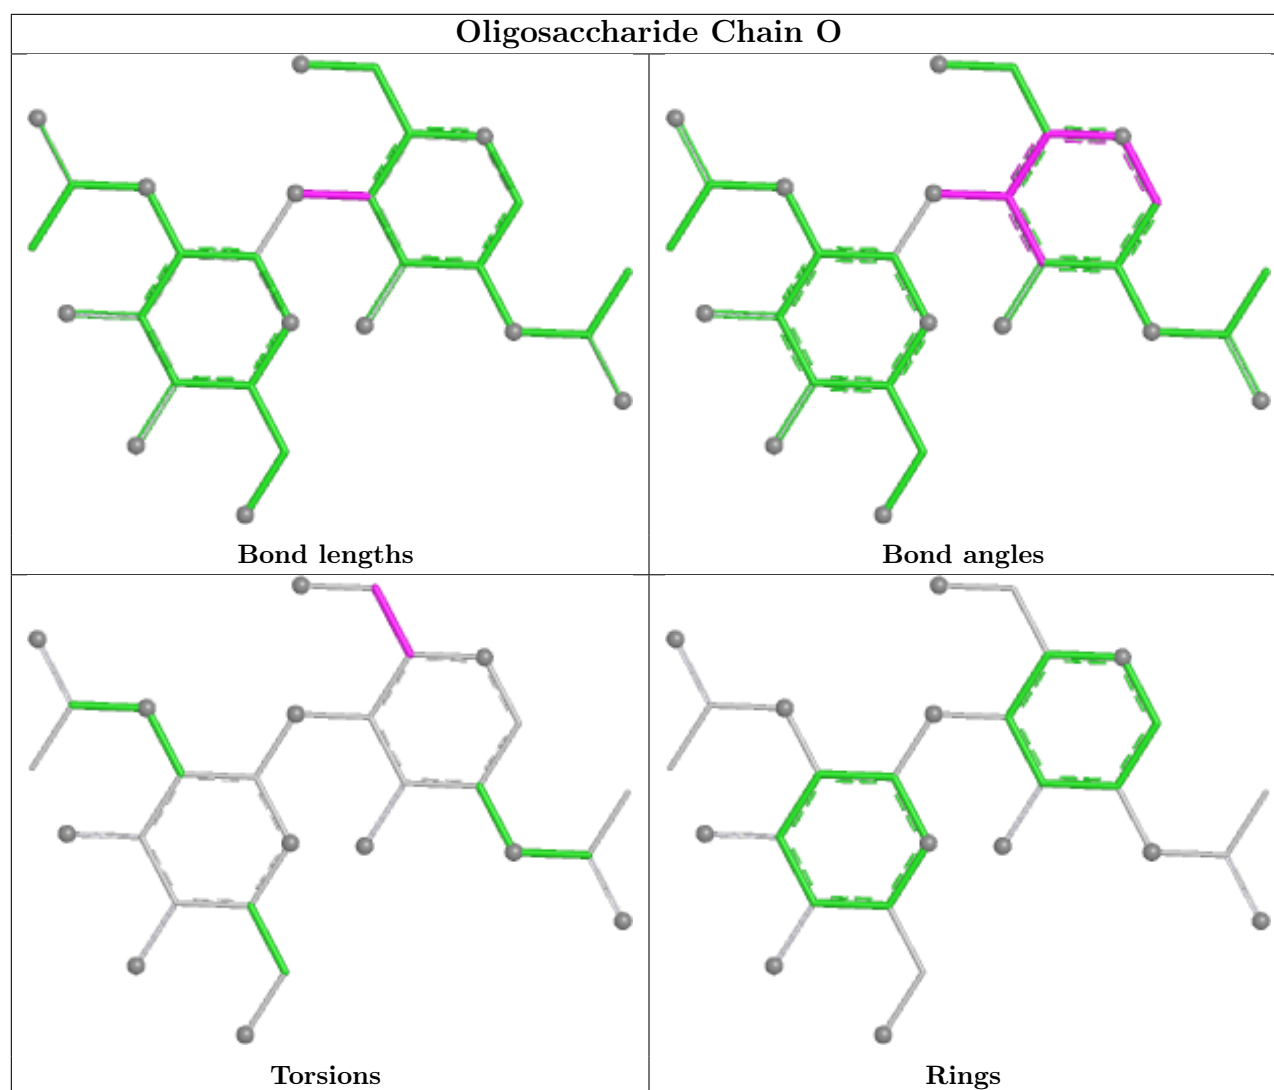 Oligosaccharide Chain O
Bond lengths
Bond angles
Torsions
Rings